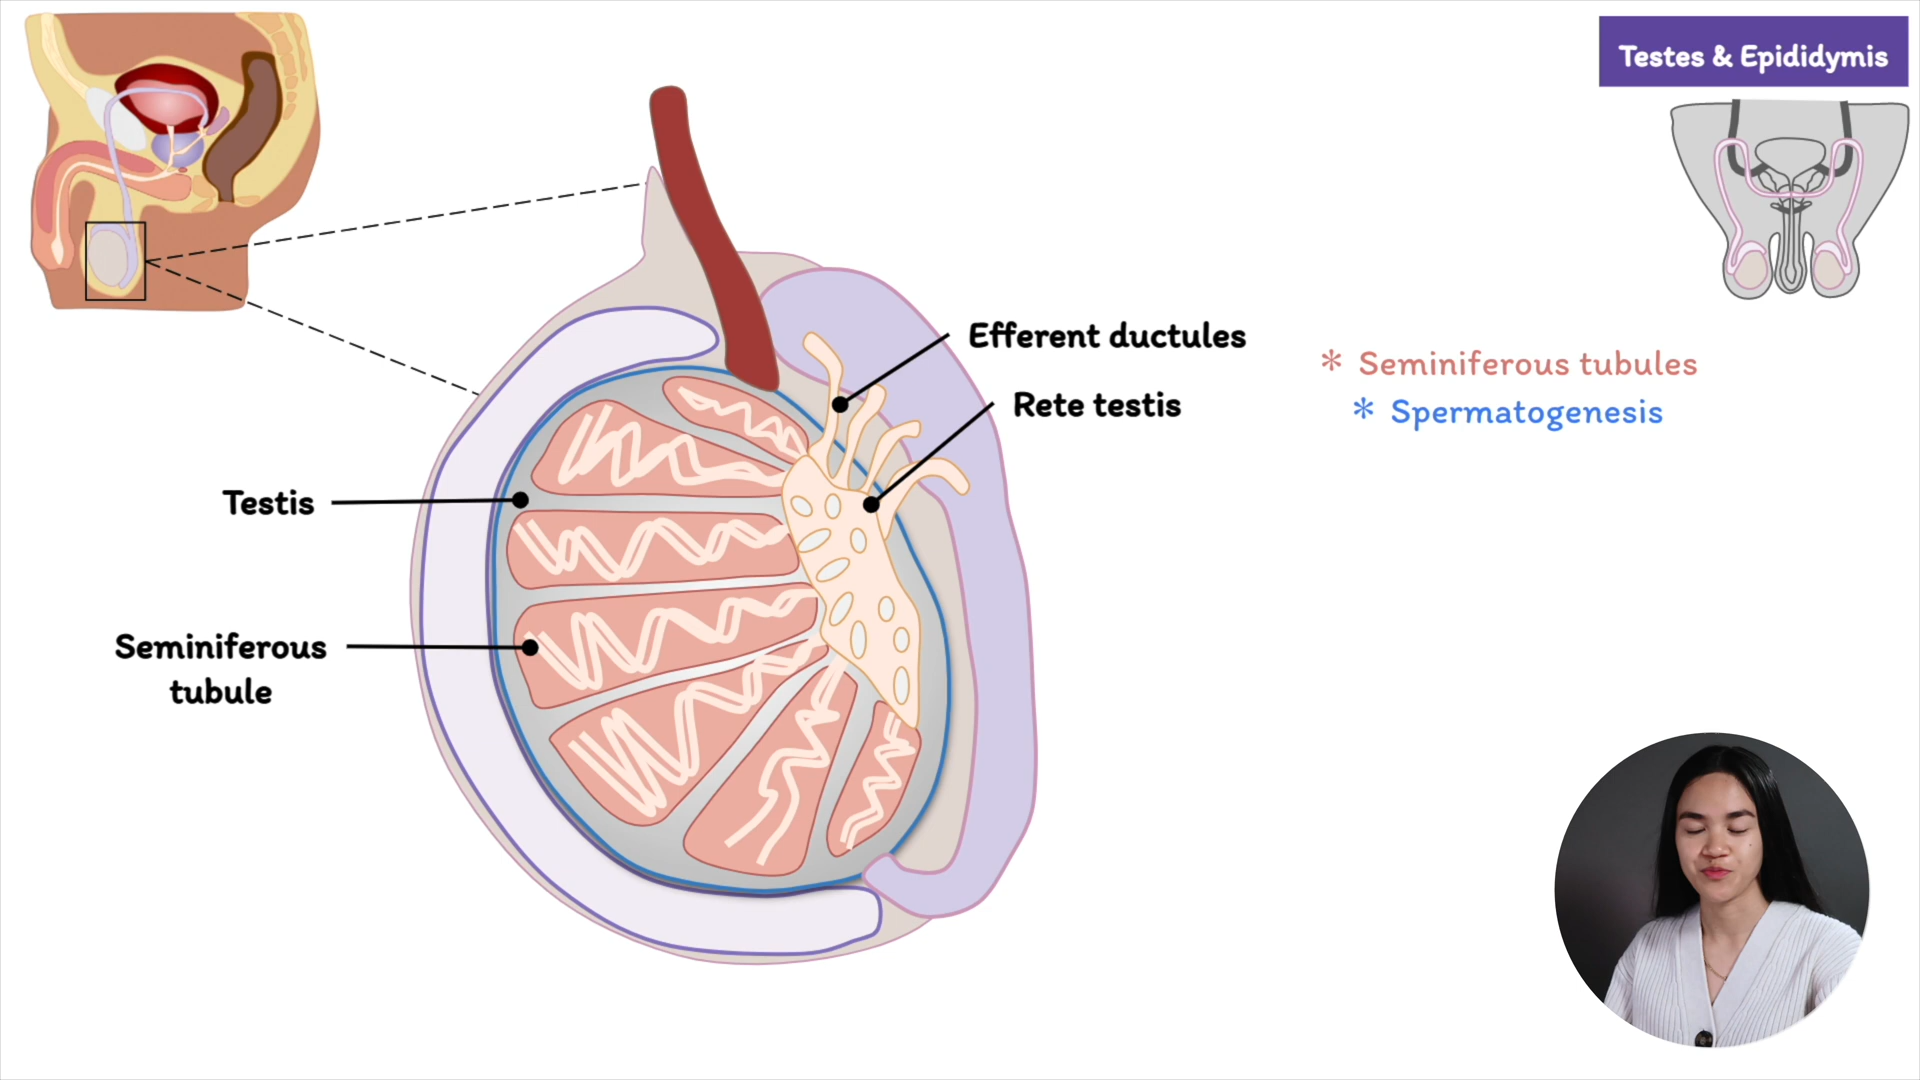 Testes & Epididymis
Efferent ductules
Rete testis
* Seminiferous tubules
* Spermatogenesis
Testis
Seminiferous
tubule